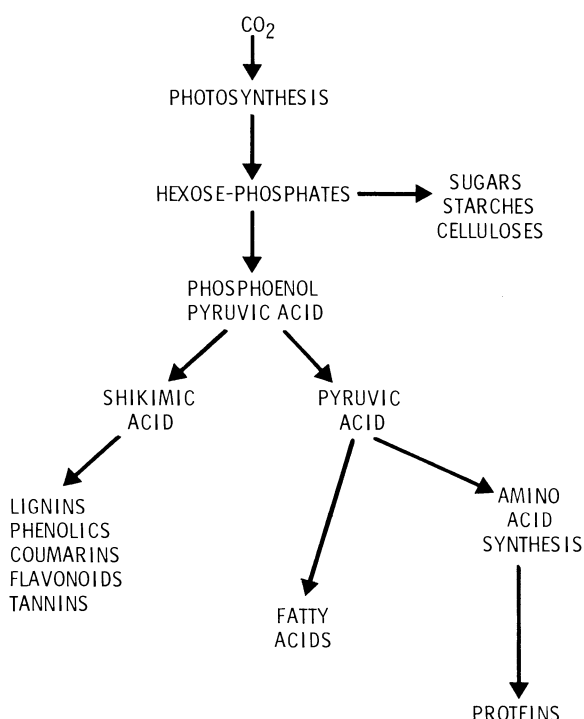 CO2
PHOTOSYNTHESIS
HEXOSE-PHOSPHATES
SUGARS
STARCHES
CELLULOSES
PHOSPHOENOL
PYRUVIC ACID
SHIKIMIC
ACID
PYRUVIC
ACID
LIGNINS
PHENOLICS
COUMARINS
FLAVONOIDS
TANNINS
AMINO
ACID
SYNTHESIS
FATTY
ACIDS
PROTEINS